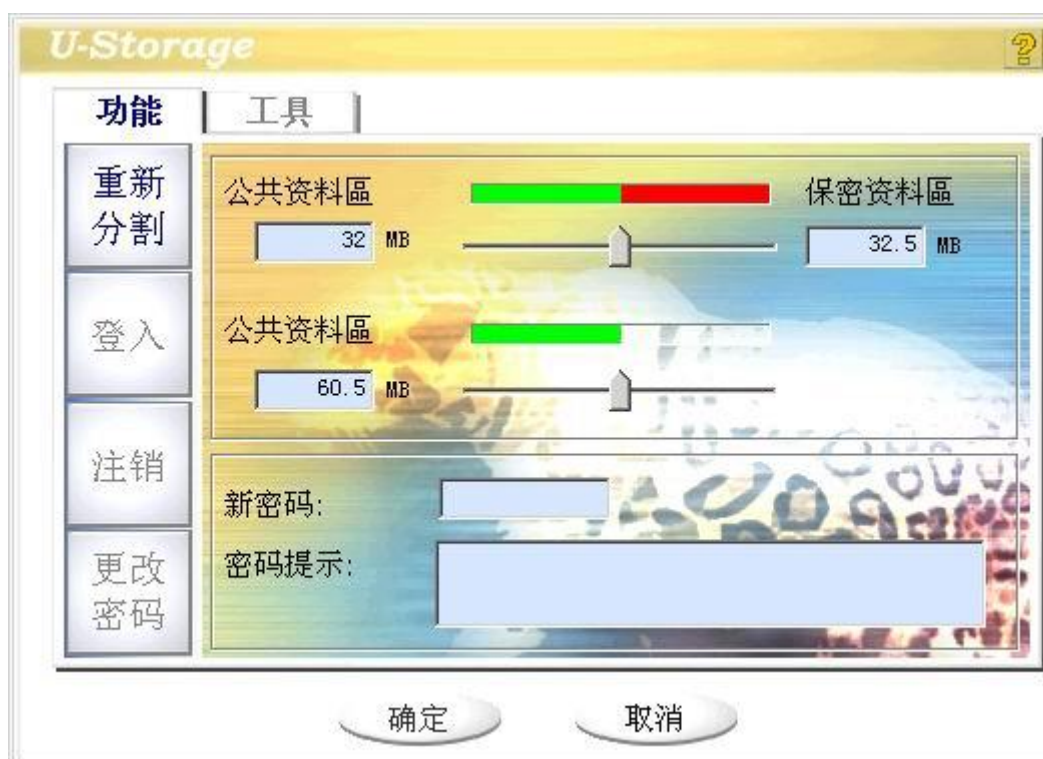 U-Storage
?
功能 工具
重新
分割
登入
注销
更改
密码
公共资料區 保密资料區
32 MB 32.5 MB
公共资料區
60.5 MB
新密码:
密码提示:
确定 取消